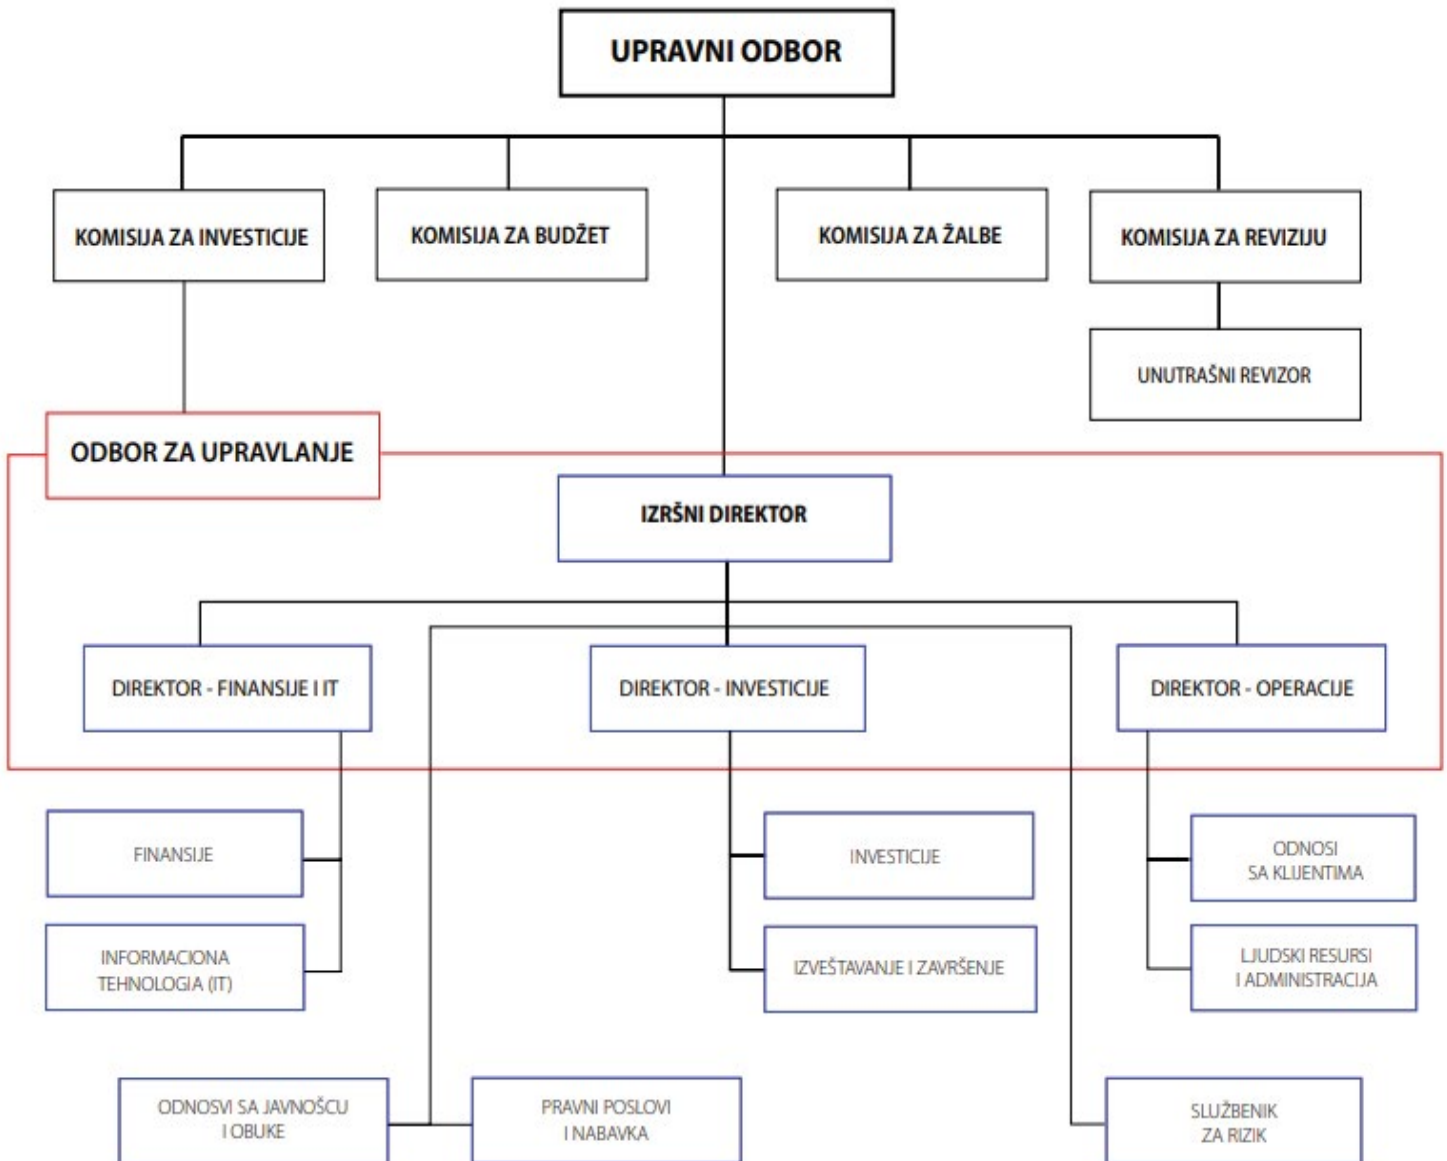 UPRAVNI ODBOR
KOMISIJA ZA INVESTICIJE
KOMISIJA ZA BUDŽET
KOMISIJA ZA ŽALBE
KOMISIJA ZA REVIZIJU
UNUTRAŠNI REVIZOR
ODBOR ZA UPRAVLJANJE
IZRŠNI DIREKTOR
DIREKTOR - FINANSIJE I IT
DIREKTOR - INVESTICIJE
DIREKTOR - OPERACIJE
FINANSIJE
INVESTICIJE
ODNOSI
SA KLIJENTIMA
INFORMACIONA
TEHNOLOGIA (IT)
IZVEŠTAVANJE I ZAVRŠENJE
LJUDSKI RESURSI
I ADMINISTRACIJA
ODNOSVI SA JAVNOŠCU
I OBUKE
PRAVNI POSLOVI
I NABAVKA
SLUŽBENIK
ZA RIZIK